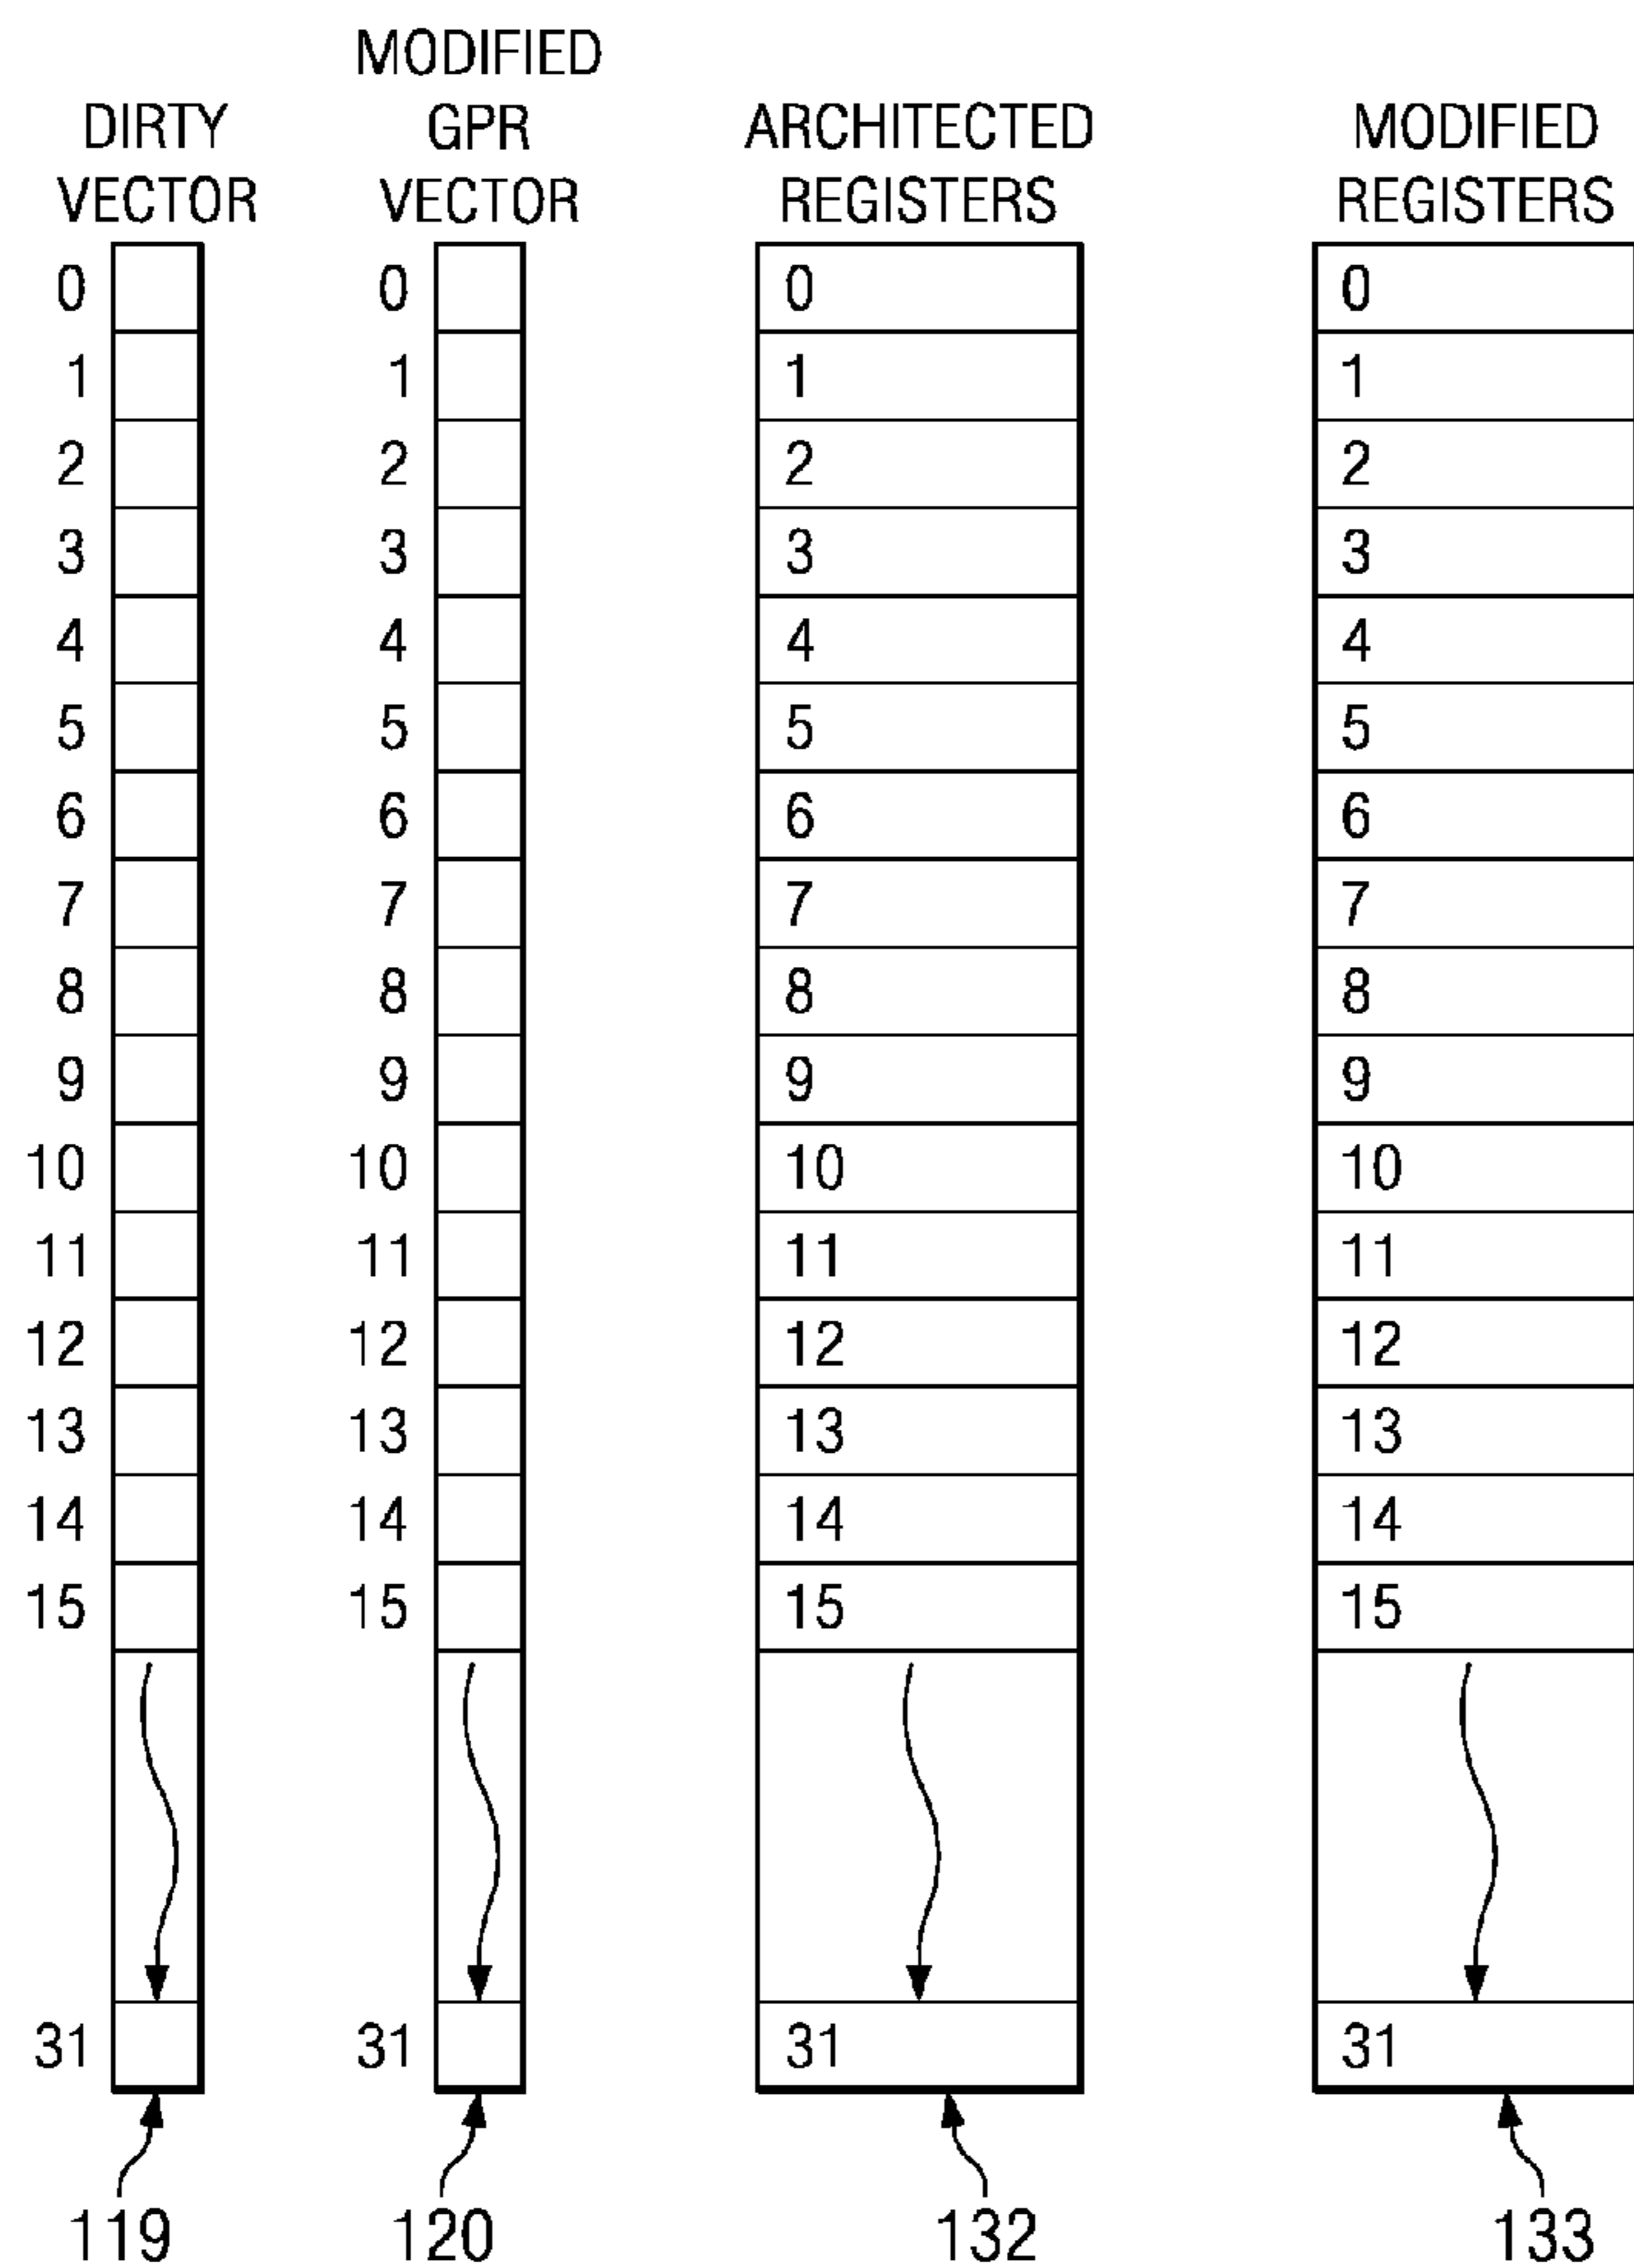 DIRTY VECTOR
MODIFIED GPR VECTOR
ARCHITECTED REGISTERS
MODIFIED REGISTERS
0 0 0 0
1 1 1 1
2 2 2 2
3 3 3 3
4 4 4 4
5 5 5 5
6 6 6 6
7 7 7 7
8 8 8 8
9 9 9 9
10 10 10 10
11 11 11 11
12 12 12 12
13 13 13 13
14 14 14 14
15 15 15 15
31 31 31 31
119 120 132 133